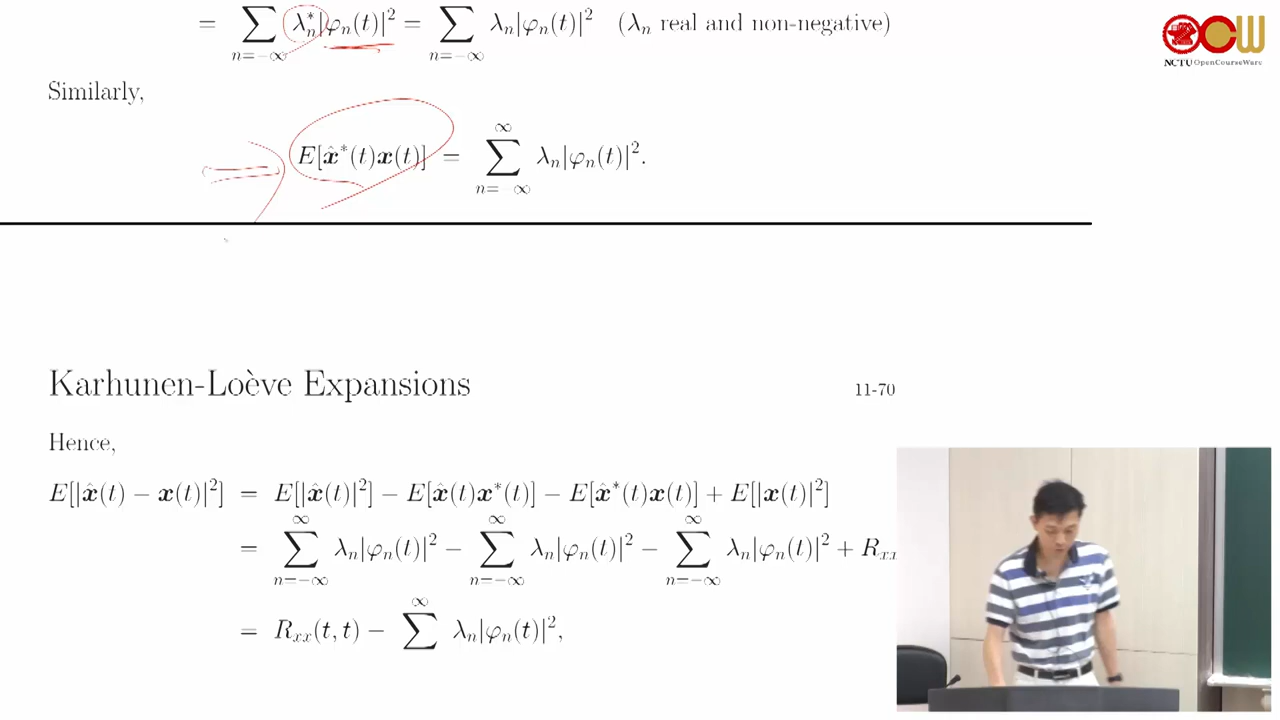 = ∑_{n=−∞} λ_n^*|φ_n(t)|^2 = ∑_{n=−∞} λ_n|φ_n(t)|^2 (λ_n real and non-negative)
NCTU OpenCourseWare
Similarly,
E[x̂^*(t)x(t)] = ∑_{n=−∞}^{∞} λ_n|φ_n(t)|^2.
Karhunen-Loève Expansions 11-70
Hence,
E[|x̂(t) − x(t)|^2] = E[|x̂(t)|^2] − E[x̂(t)x^*(t)] − E[x̂^*(t)x(t)] + E[|x(t)|^2]
= ∑_{n=−∞}^{∞} λ_n|φ_n(t)|^2 − ∑_{n=−∞}^{∞} λ_n|φ_n(t)|^2 − ∑_{n=−∞}^{∞} λ_n|φ_n(t)|^2 + R_{xx}
= R_{xx}(t, t) − ∑^{∞} λ_n|φ_n(t)|^2,